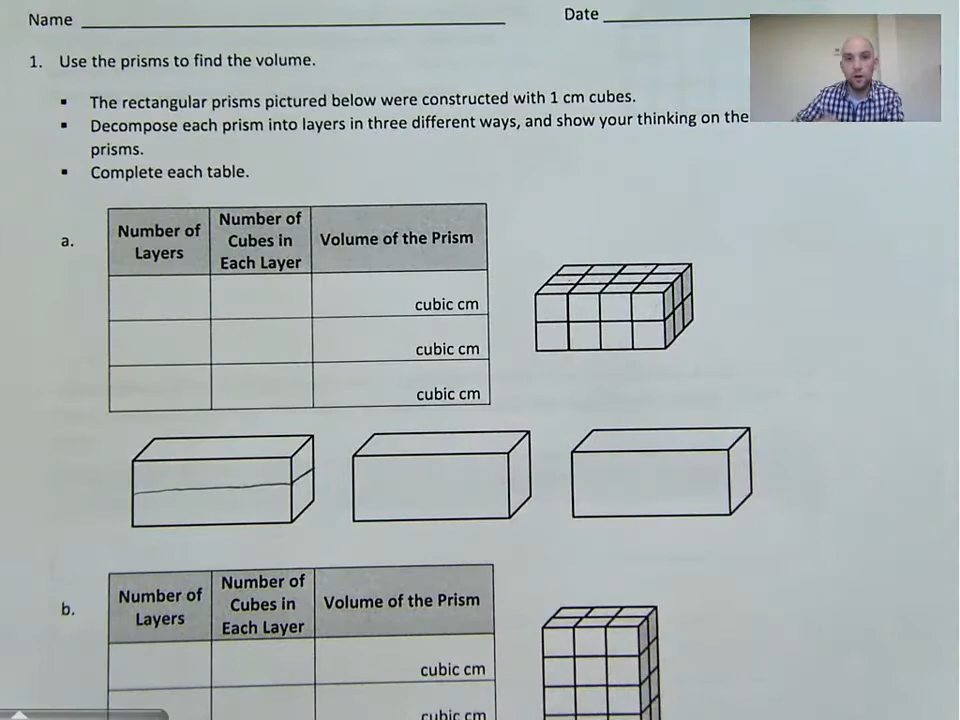 Name Date
1. Use the prisms to find the volume.
▪ The rectangular prisms pictured below were constructed with 1 cm cubes.
▪ Decompose each prism into layers in three different ways, and show your thinking on the
prisms.
▪ Complete each table.
a.
Number of
Layers
Number of
Cubes in
Each Layer
Volume of the Prism
cubic cm
cubic cm
cubic cm
b.
Number of
Layers
Number of
Cubes in
Each Layer
Volume of the Prism
cubic cm
cubic cm